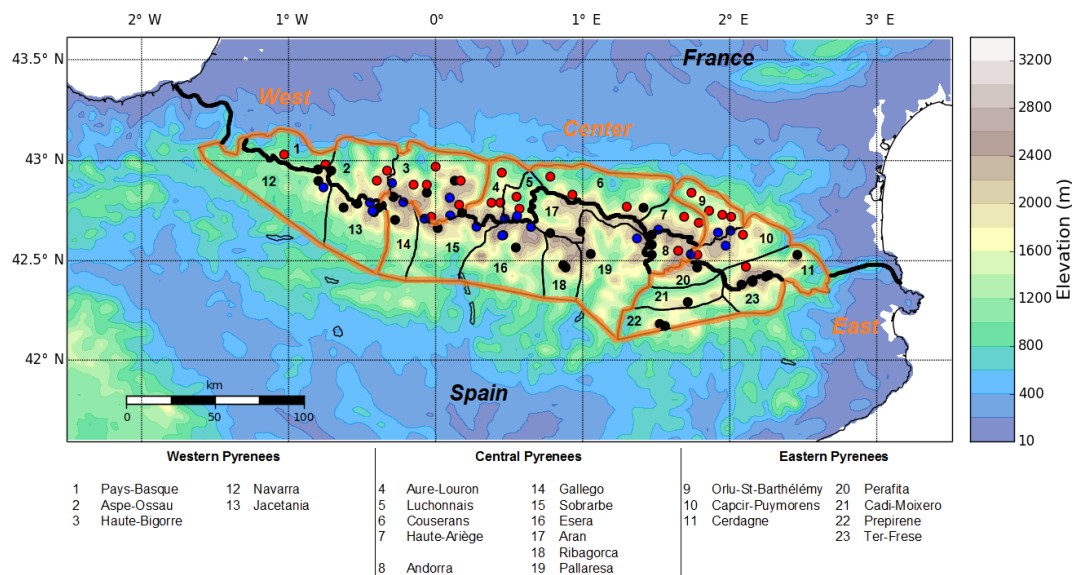 2° W 1° W 0° 1° E 2° E 3° E
43.5° N
43° N
42.5° N
42° N
France
West
Center
East
Spain
1
2
3
4
5
6
7
8
9
10
11
12
13
14
15
16
17
18
19
20
21
22
23
km
0 50 100
3200
2800
2400
2000
1600
1200
800
400
10
Elevation (m)
Western Pyrenees Central Pyrenees Eastern Pyrenees
1 Pays-Basque 12 Navarra 4 Aure-Louron 14 Gallego 9 Orlu-St-Barthélémy 20 Perafita
2 Aspe-Ossau 13 Jacetania 5 Luchonnais 15 Sobrarbe 10 Capcir-Puymorens 21 Cadi-Moixero
3 Haute-Bigorre 6 Couserans 16 Esera 11 Cerdagne 22 Prepirene
7 Haute-Ariège 17 Aran 23 Ter-Frese
18 Ribagorca
8 Andorra 19 Pallaresa